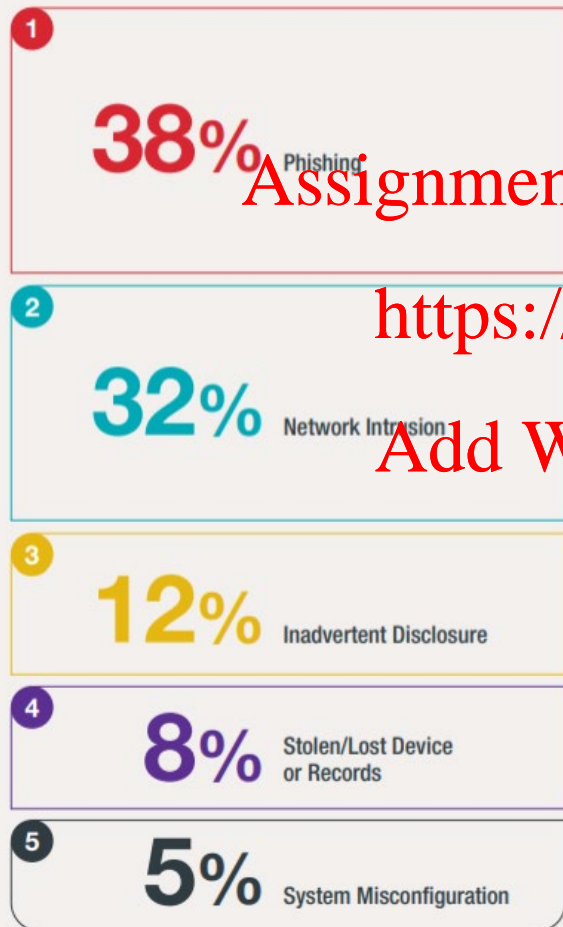 1
38% Phishing
Assignmen
https://
2
32% Network Intrusion
Add W
3
12% Inadvertent Disclosure
4
8% Stolen/Lost Device
or Records
5
5% System Misconfiguration